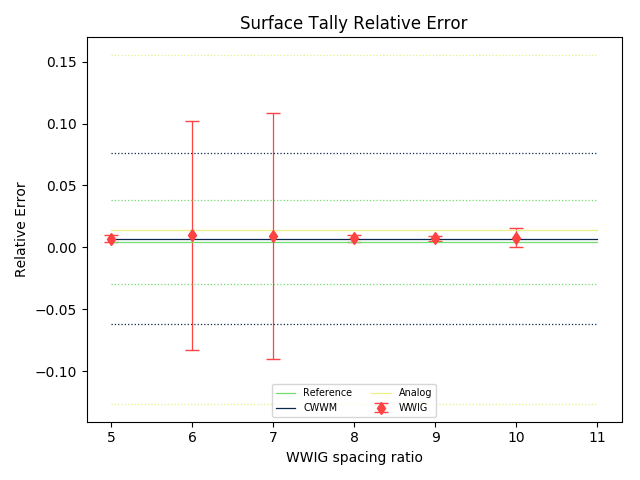 Surface Tally Relative Error
Relative Error
0.15
0.10
0.05
0.00
−0.05
−0.10
Reference
CWWM
Analog
WWIG
5 6 7 8 9 10 11
WWIG spacing ratio